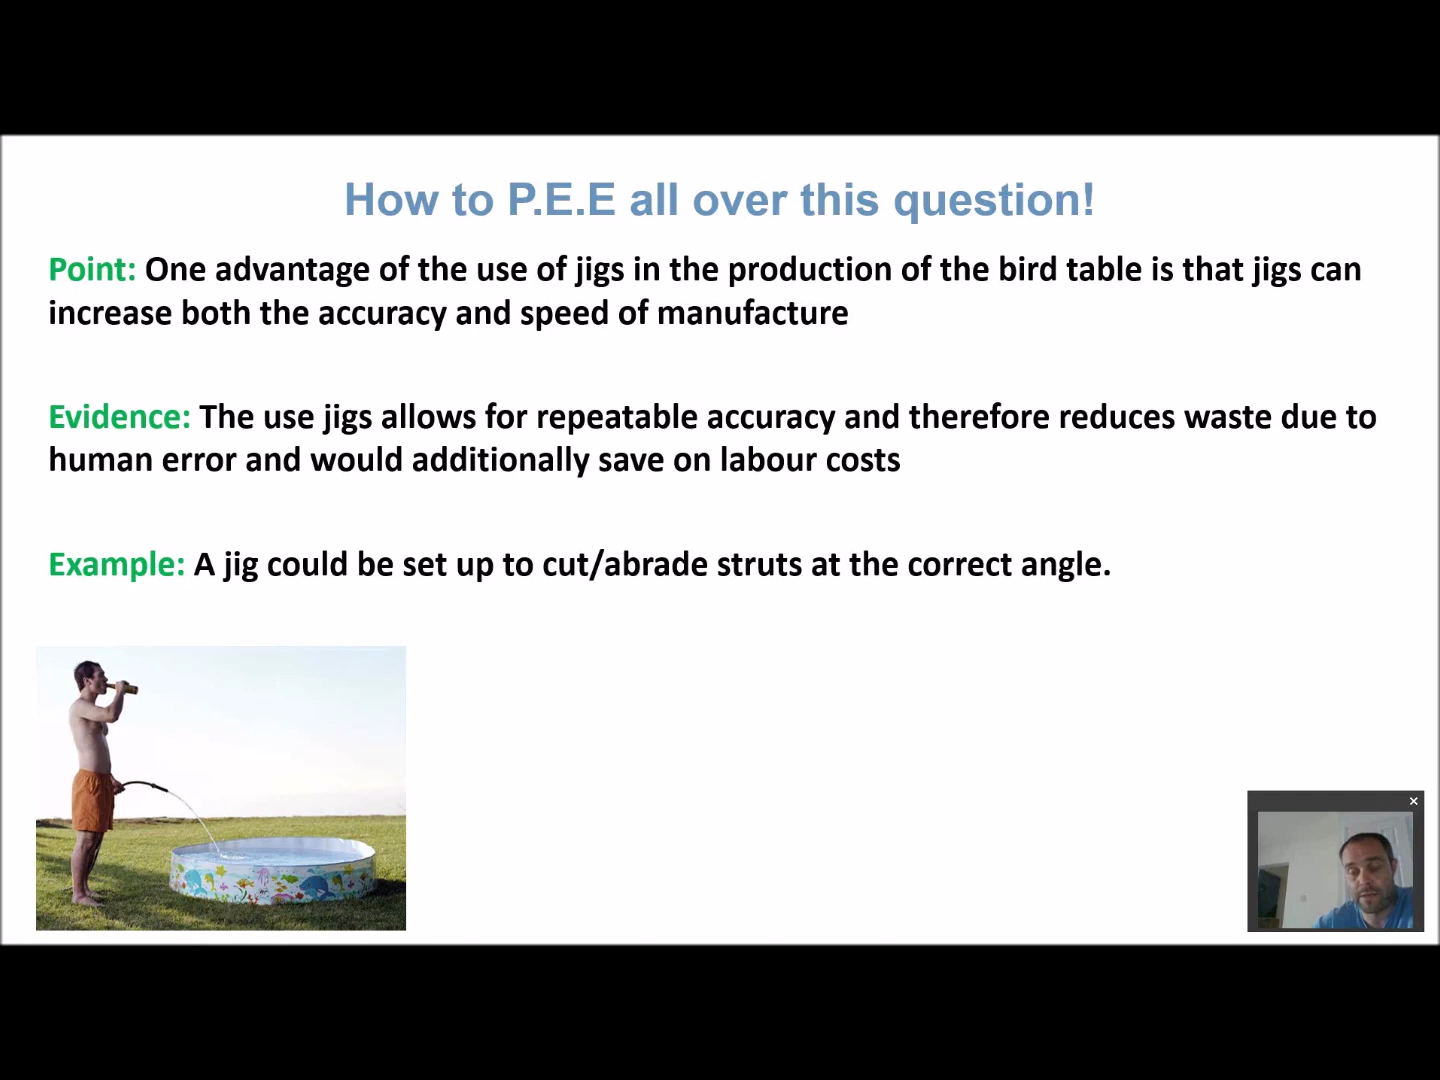 How to P.E.E all over this question!
Point: One advantage of the use of jigs in the production of the bird table is that jigs can
increase both the accuracy and speed of manufacture
Evidence: The use jigs allows for repeatable accuracy and therefore reduces waste due to
human error and would additionally save on labour costs
Example: A jig could be set up to cut/abrade struts at the correct angle.